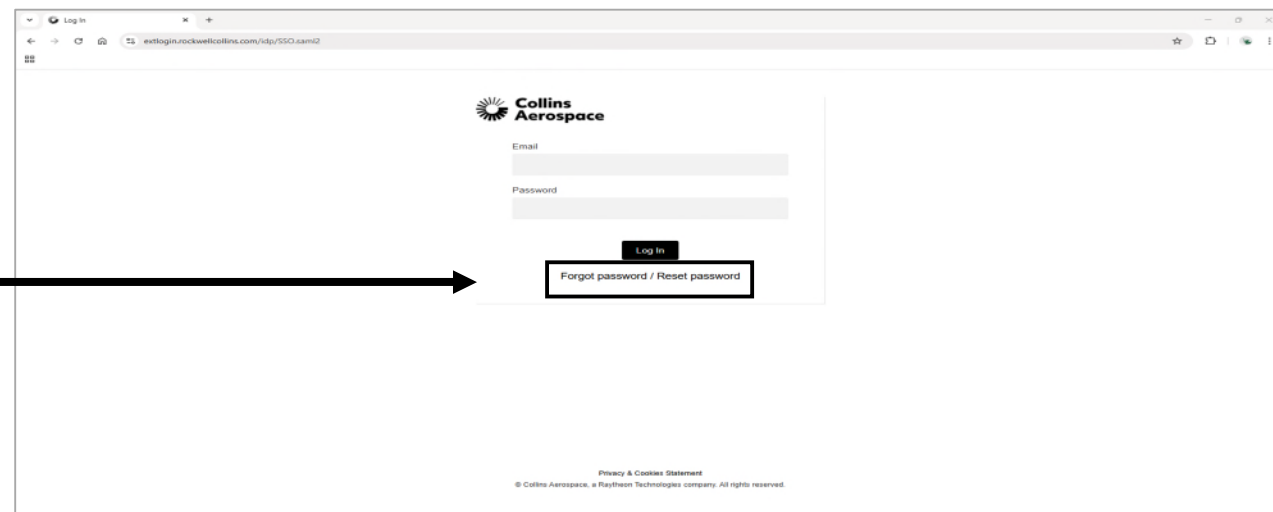 Log In
extlogin.rockwellcollins.com/idp/SSO.saml2
Collins
Aerospace
Email
Password
Log In
Forgot password / Reset password
Privacy & Cookies Statement
© Collins Aerospace, a Raytheon Technologies company. All rights reserved.